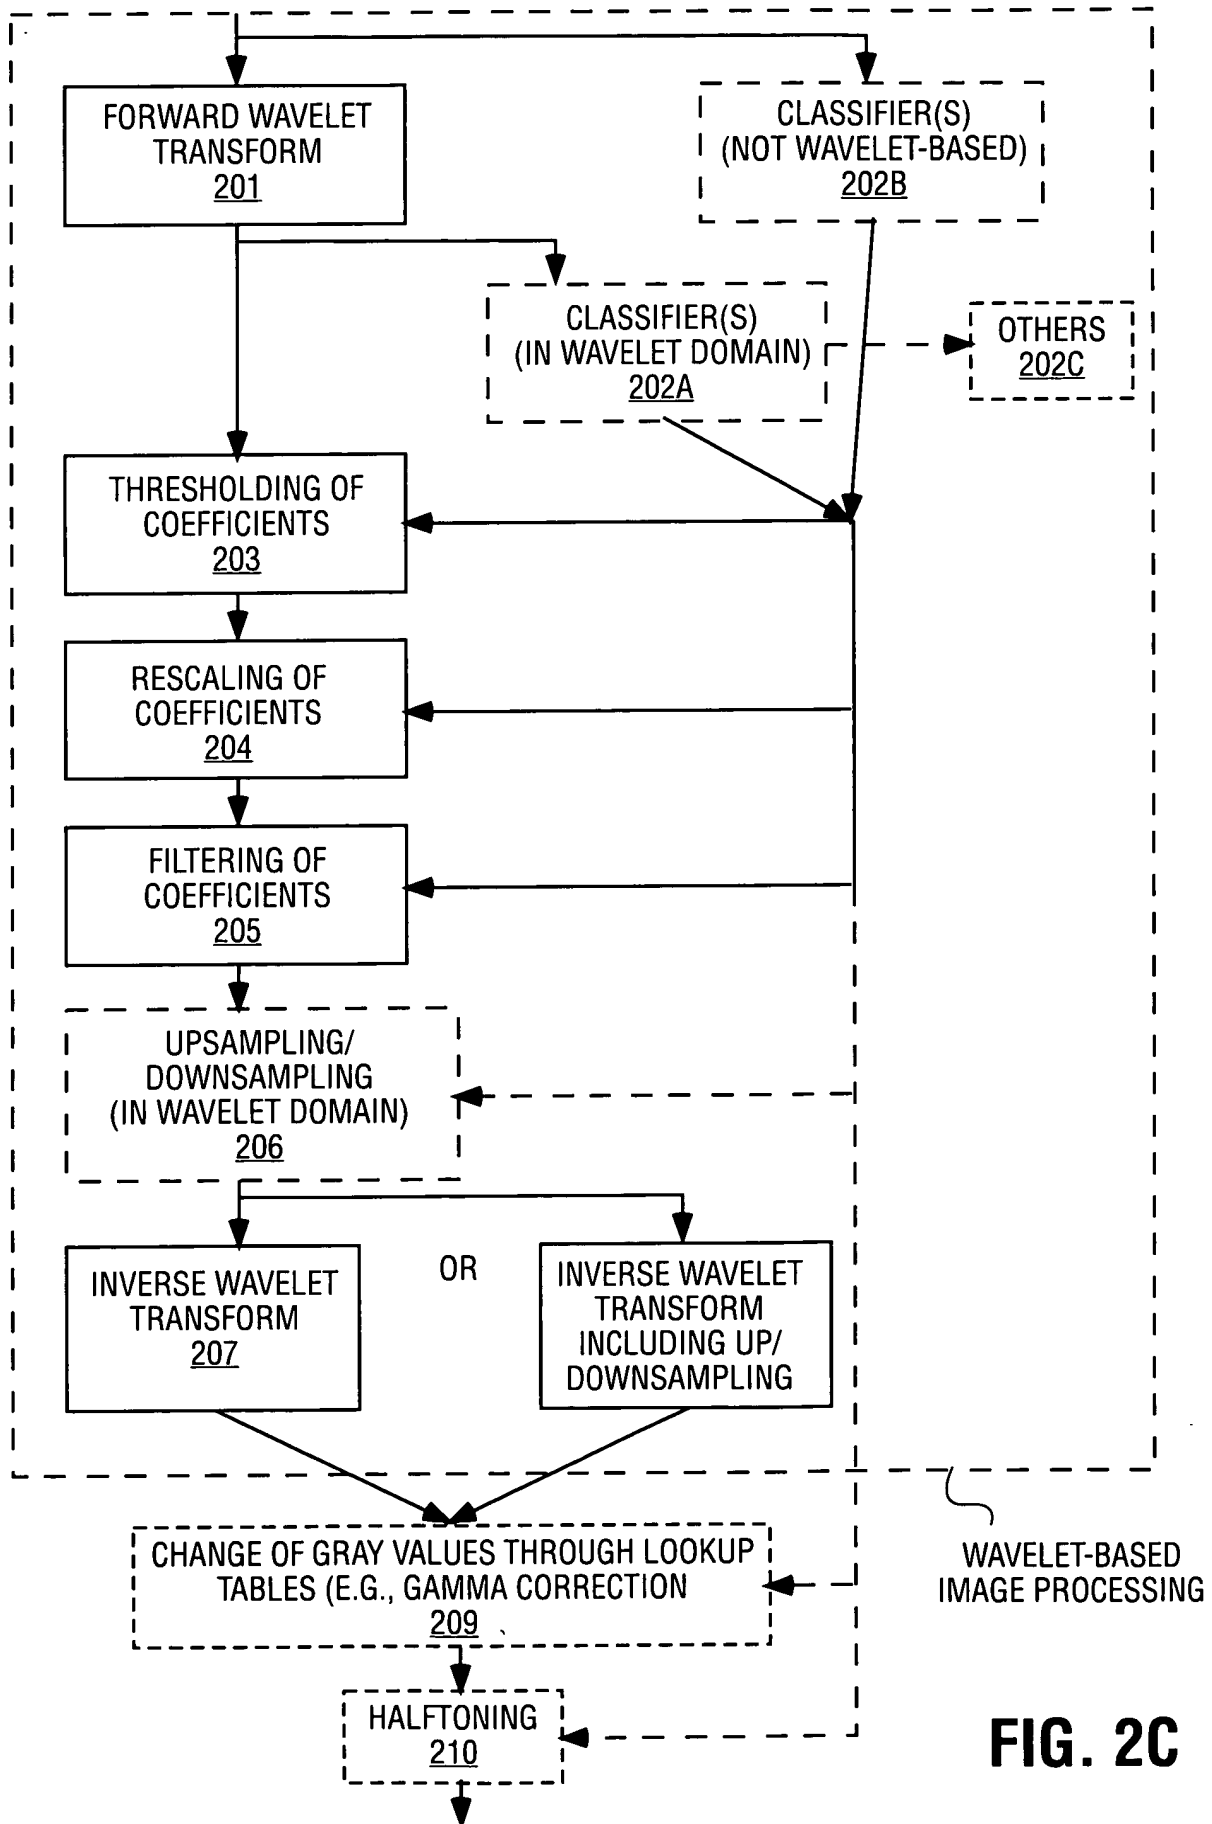 FORWARD WAVELET
TRANSFORM
201
CLASSIFIER(S)
(NOT WAVELET-BASED)
202B
CLASSIFIER(S)
(IN WAVELET DOMAIN)
202A
OTHERS
202C
THRESHOLDING OF
COEFFICIENTS
203
RESCALING OF
COEFFICIENTS
204
FILTERING OF
COEFFICIENTS
205
UPSAMPLING/
DOWNSAMPLING
(IN WAVELET DOMAIN)
206
INVERSE WAVELET
TRANSFORM
207
OR
INVERSE WAVELET
TRANSFORM
INCLUDING UP/
DOWNSAMPLING
WAVELET-BASED
IMAGE PROCESSING
CHANGE OF GRAY VALUES THROUGH LOOKUP
TABLES (E.G., GAMMA CORRECTION
209
HALFTONING
210
FIG. 2C